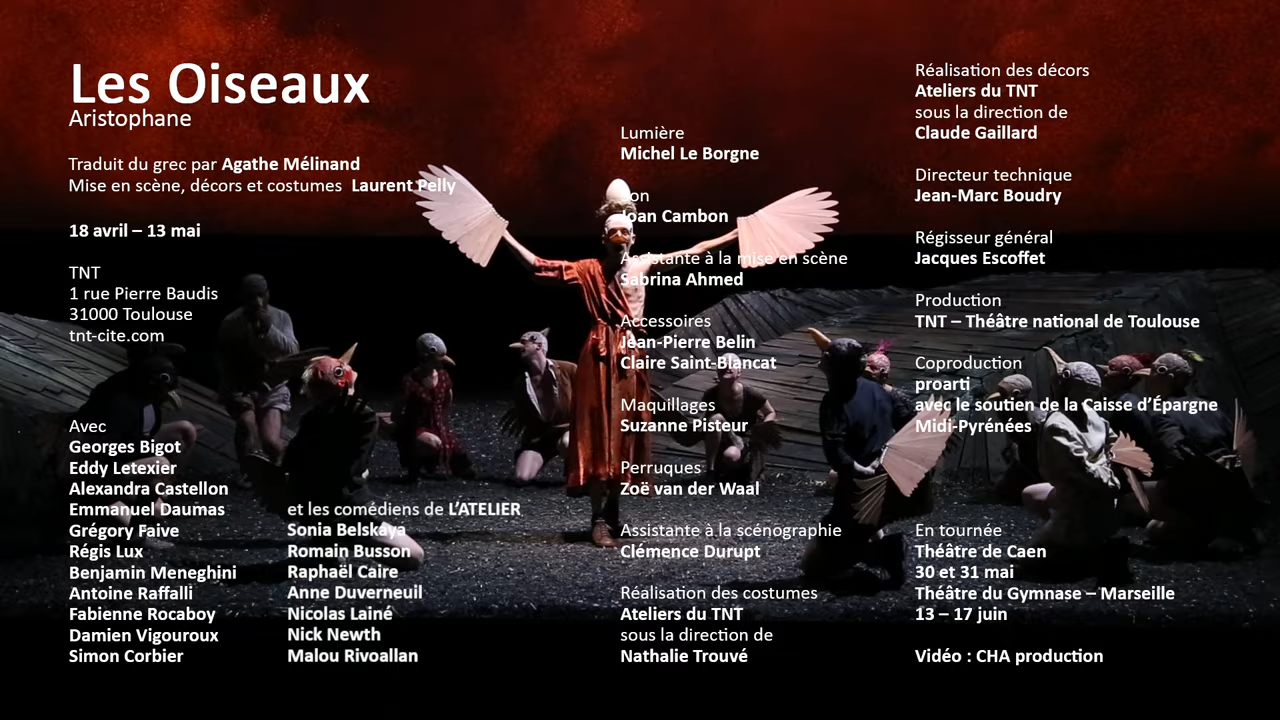 Les Oiseaux
Aristophane
Traduit du grec par Agathe Mélinand
Mise en scène, décors et costumes Laurent Pelly
18 avril – 13 mai
TNT
1 rue Pierre Baudis
31000 Toulouse
tnt-cite.com
Avec
Georges Bigot
Eddy Letexier
Alexandra Castellon
Emmanuel Daumas
Grégory Faive
Régis Lux
Benjamin Meneghini
Antoine Raffalli
Fabienne Rocaboy
Damien Vigouroux
Simon Corbier
et les comédiens de L'ATELIER
Sonia Belskaya
Romain Busson
Raphaël Caire
Anne Duverneuil
Nicolas Lainé
Nick Newth
Malou Rivoallan
Lumière
Michel Le Borgne
Son
Joan Cambon
Assistante à la mise en scène
Sabrina Ahmed
Accessoires
Jean-Pierre Belin
Claire Saint-Blancat
Maquillages
Suzanne Pisteur
Perruques
Zoë van der Waal
Assistante à la scénographie
Clémence Durupt
Réalisation des costumes
Ateliers du TNT
sous la direction de
Nathalie Trouvé
Réalisation des décors
Ateliers du TNT
sous la direction de
Claude Gaillard
Directeur technique
Jean-Marc Boudry
Régisseur général
Jacques Escoffet
Production
TNT – Théâtre national de Toulouse
Coproduction
proarti
avec le soutien de la Caisse d'Épargne
Midi-Pyrénées
En tournée
Théâtre de Caen
30 et 31 mai
Théâtre du Gymnase – Marseille
13 – 17 juin
Vidéo : CHA production